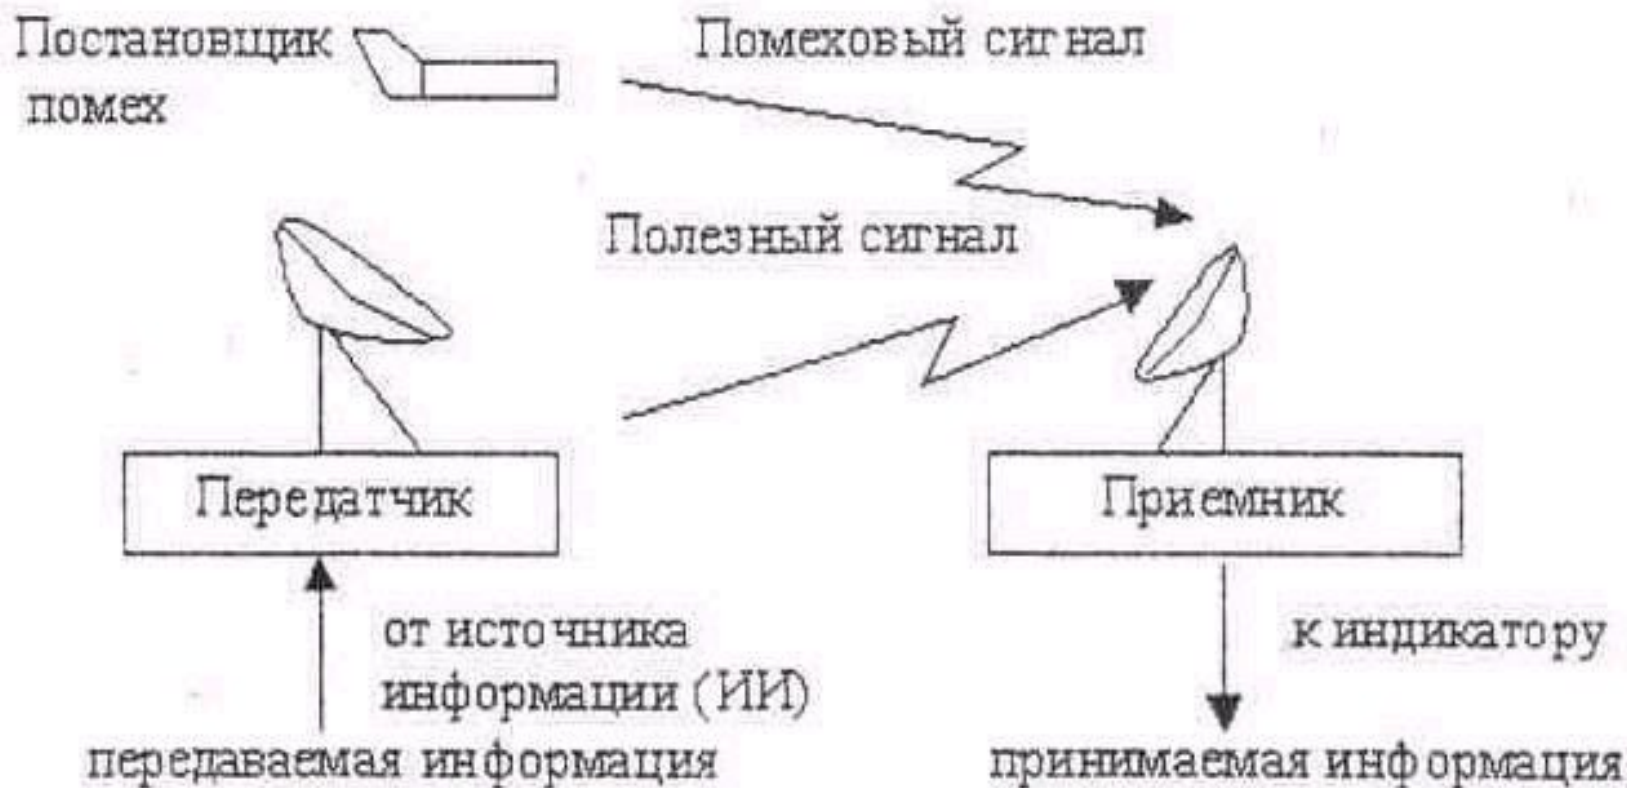 Постановщик
помех
Помеховый сигнал
Полезный сигнал
Передатчик
Приемник
от источника
информации (ИИ)
передаваемая информация
к индикатору
принимаемая информация